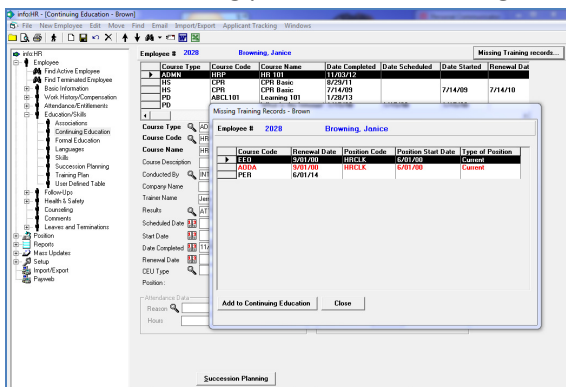 info:HR - [Continuing Education - Brown]
File New Employee Edit Move Find Email Import/Export Applicant Tracking Windows
info:HR
Employee
Find Active Employee
Find Terminated Employee
Basic Information
Work History/Compensation
Attendance/Entitlements
Education/Skills
Associations
Continuing Education
Formal Education
Languages
Skills
Succession Planning
Training Plan
User Defined Table
Follow-Ups
Health & Safety
Counseling
Comments
Leaves and Terminations
Position
Reports
Mass Updates
Setup
Import/Export
Payweb
Employee # 2028 Browning, Janice Missing Training records...
Course Type Course Code Course Name Date Completed Date Scheduled Date Started Renewal Dat
ADMN HRP HR 101 11/03/12
HS CPR CPR Basic 8/29/11
HS CPR CPR Basic 7/14/09 7/14/09 7/14/10
PD ABCL101 Learning 101 1/28/13
PD
Course Type AD
Course Code HR
Course Name HR
Course Description
Conducted By INT
Company Name
Trainer Name Jen
Results AT
Scheduled Date
Start Date
Date Completed 11/
Renewal Date
CEU Type
Position:
Attendance Data
Reason
Hours
Succession Planning
Missing Training Records - Brown
Employee # 2028 Browning, Janice
Course Code Renewal Date Position Code Position Start Date Type of Position
EEO 9/01/00 HRCLK 6/01/00 Current
AODA 9/01/00 HRCLK 6/01/00 Current
PER 6/01/14
Add to Continuing Education Close